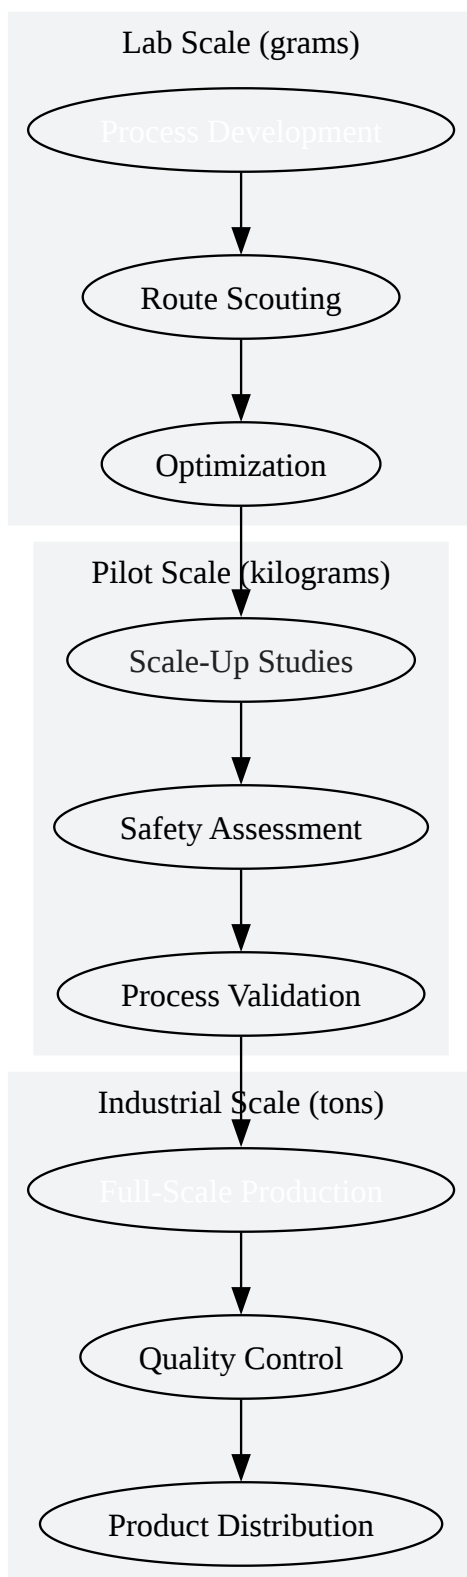 Lab Scale (grams)
Process Development
Route Scouting
Optimization
Pilot Scale (kilograms)
Scale-Up Studies
Safety Assessment
Process Validation
Industrial Scale (tons)
Full-Scale Production
Quality Control
Product Distribution